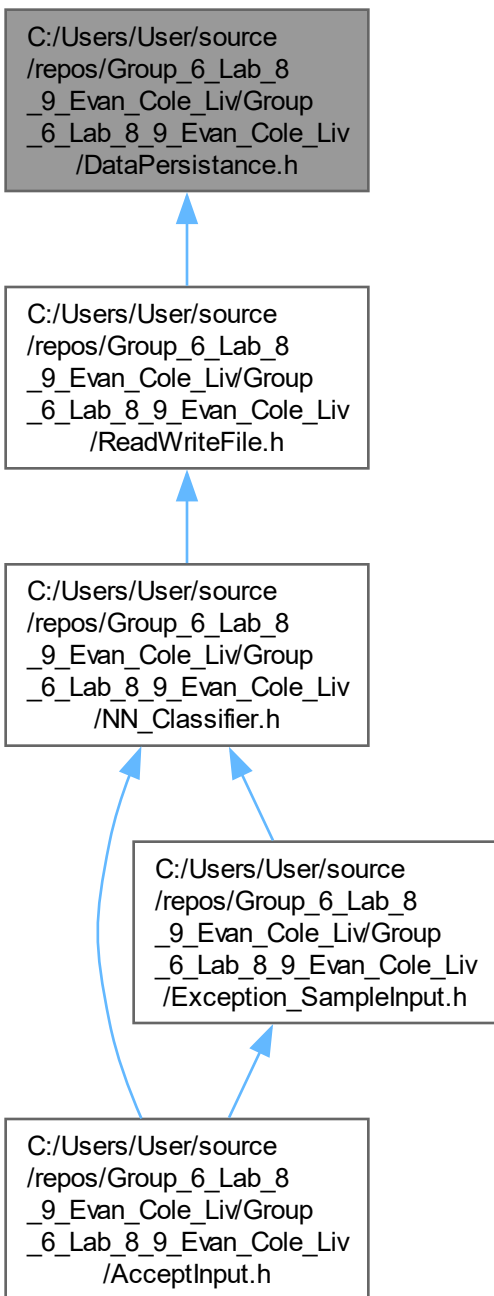 C:/Users/User/source
/repos/Group_6_Lab_8
_9_Evan_Cole_Liv/Group
_6_Lab_8_9_Evan_Cole_Liv
/DataPersistance.h
C:/Users/User/source
/repos/Group_6_Lab_8
_9_Evan_Cole_Liv/Group
_6_Lab_8_9_Evan_Cole_Liv
/ReadWriteFile.h
C:/Users/User/source
/repos/Group_6_Lab_8
_9_Evan_Cole_Liv/Group
_6_Lab_8_9_Evan_Cole_Liv
/NN_Classifier.h
C:/Users/User/source
/repos/Group_6_Lab_8
_9_Evan_Cole_Liv/Group
_6_Lab_8_9_Evan_Cole_Liv
/Exception_SampleInput.h
C:/Users/User/source
/repos/Group_6_Lab_8
_9_Evan_Cole_Liv/Group
_6_Lab_8_9_Evan_Cole_Liv
/AcceptInput.h